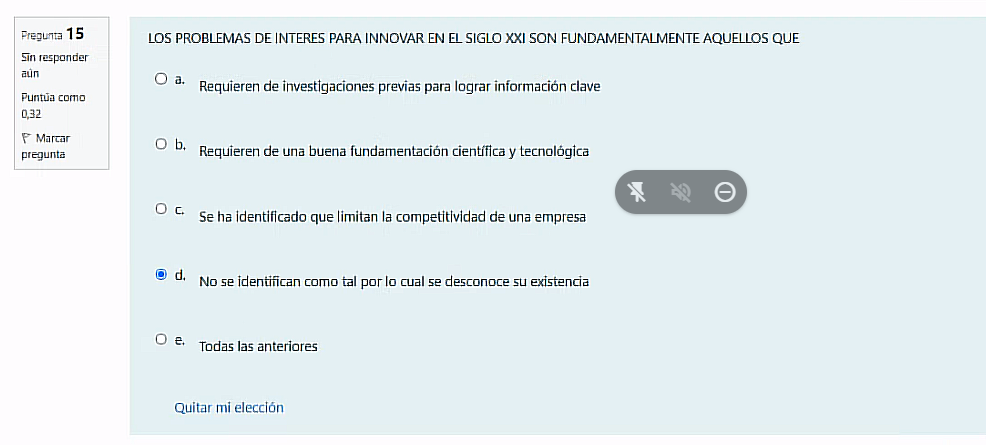 Pregunta 15
Sin responder
aún
Puntúa como
0,32
Marcar
pregunta
LOS PROBLEMAS DE INTERES PARA INNOVAR EN EL SIGLO XXI SON FUNDAMENTALMENTE AQUELLOS QUE
a. Requieren de investigaciones previas para lograr información clave
b. Requieren de una buena fundamentación científica y tecnológica
c. Se ha identificado que limitan la competitividad de una empresa
d. No se identifican como tal por lo cual se desconoce su existencia
e. Todas las anteriores
Quitar mi elección